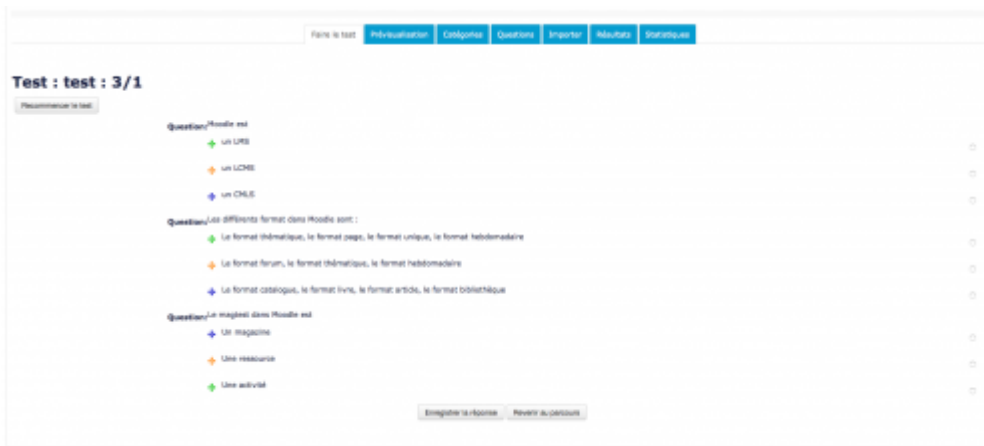 Faire le test Prévisualisation Catégories Questions Importer Résultats Statistiques
Test : test : 3/1
Recommencer le test
Question: Moodle est
un LMS
un LCMS
un CMLS
Question: Les différents format dans Moodle sont :
Le format thématique, le format page, le format unique, le format hebdomadaire
Le format forum, le format thématique, le format hebdomadaire
Le format catalogue, le format livre, le format article, le format bibliothèque
Question: Le magtest dans Moodle est
Un magazine
Une ressource
Une activité
Enregistrer la réponse Revenir au parcours